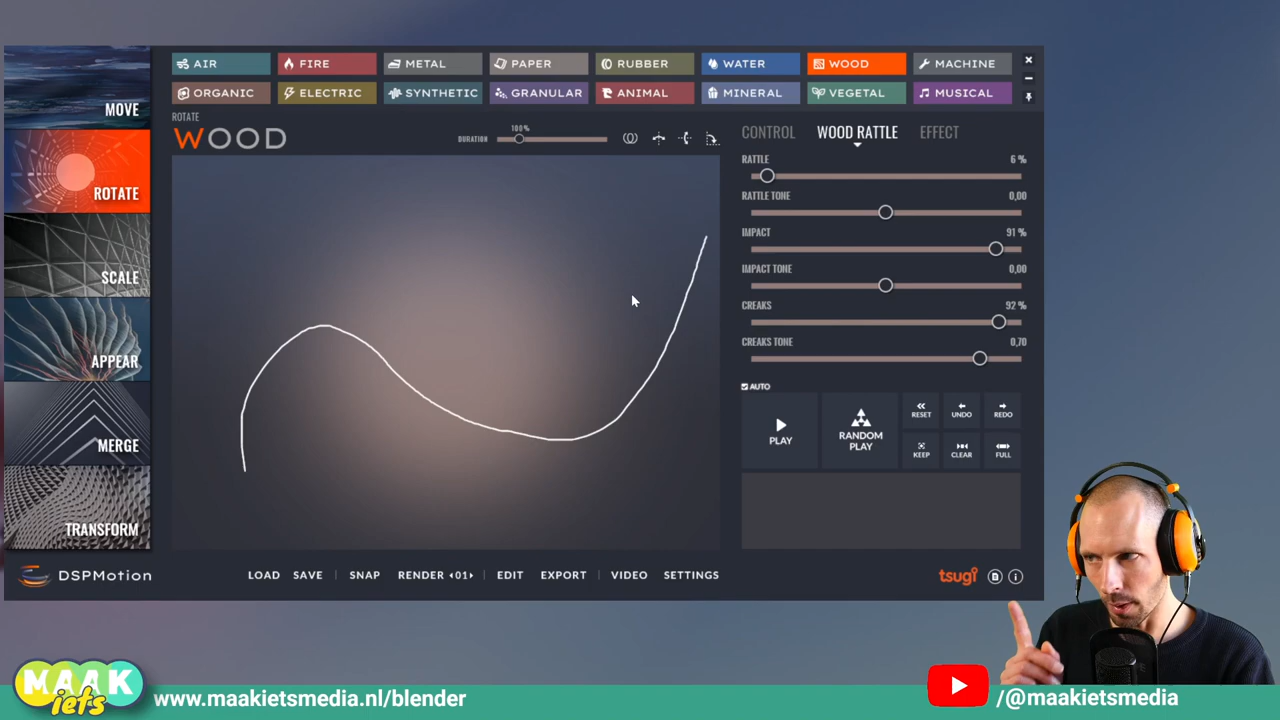 AIR
FIRE
METAL
PAPER
RUBBER
WATER
WOOD
MACHINE
ORGANIC
ELECTRIC
SYNTHETIC
GRANULAR
ANIMAL
MINERAL
VEGETAL
MUSICAL
MOVE
ROTATE
SCALE
APPEAR
MERGE
TRANSFORM
ROTATE
WOOD
DURATION
100%
CONTROL
WOOD RATTLE
EFFECT
RATTLE 6 %
RATTLE TONE 0,00
IMPACT 91 %
IMPACT TONE 0,00
CREAKS 92 %
CREAKS TONE 0,70
AUTO
PLAY
RANDOM
PLAY
RESET
UNDO
REDO
KEEP
CLEAR
FULL
DSPMotion
LOAD
SAVE
SNAP
RENDER 01
EDIT
EXPORT
VIDEO
SETTINGS
tsugi
MAAK
iets
www.maakietsmedia.nl/blender
/@maakietsmedia